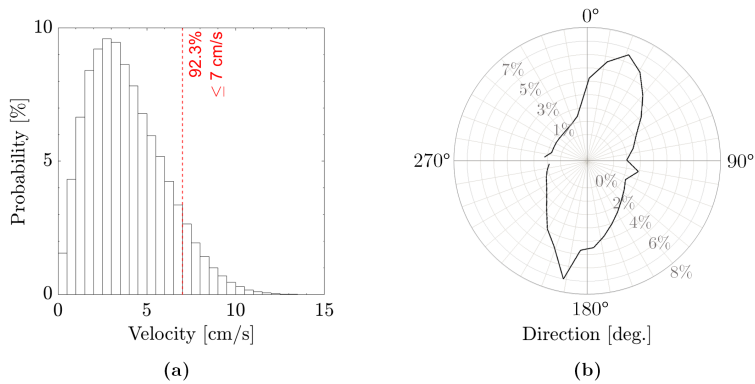 10
5
0
Probability [%]
0 5 10 15
Velocity [cm/s]
92.3%
≤ 7 cm/s
(a)
0°
7%
5%
3%
1%
270°
90°
0%
2%
4%
6%
8%
180°
Direction [deg.]
(b)